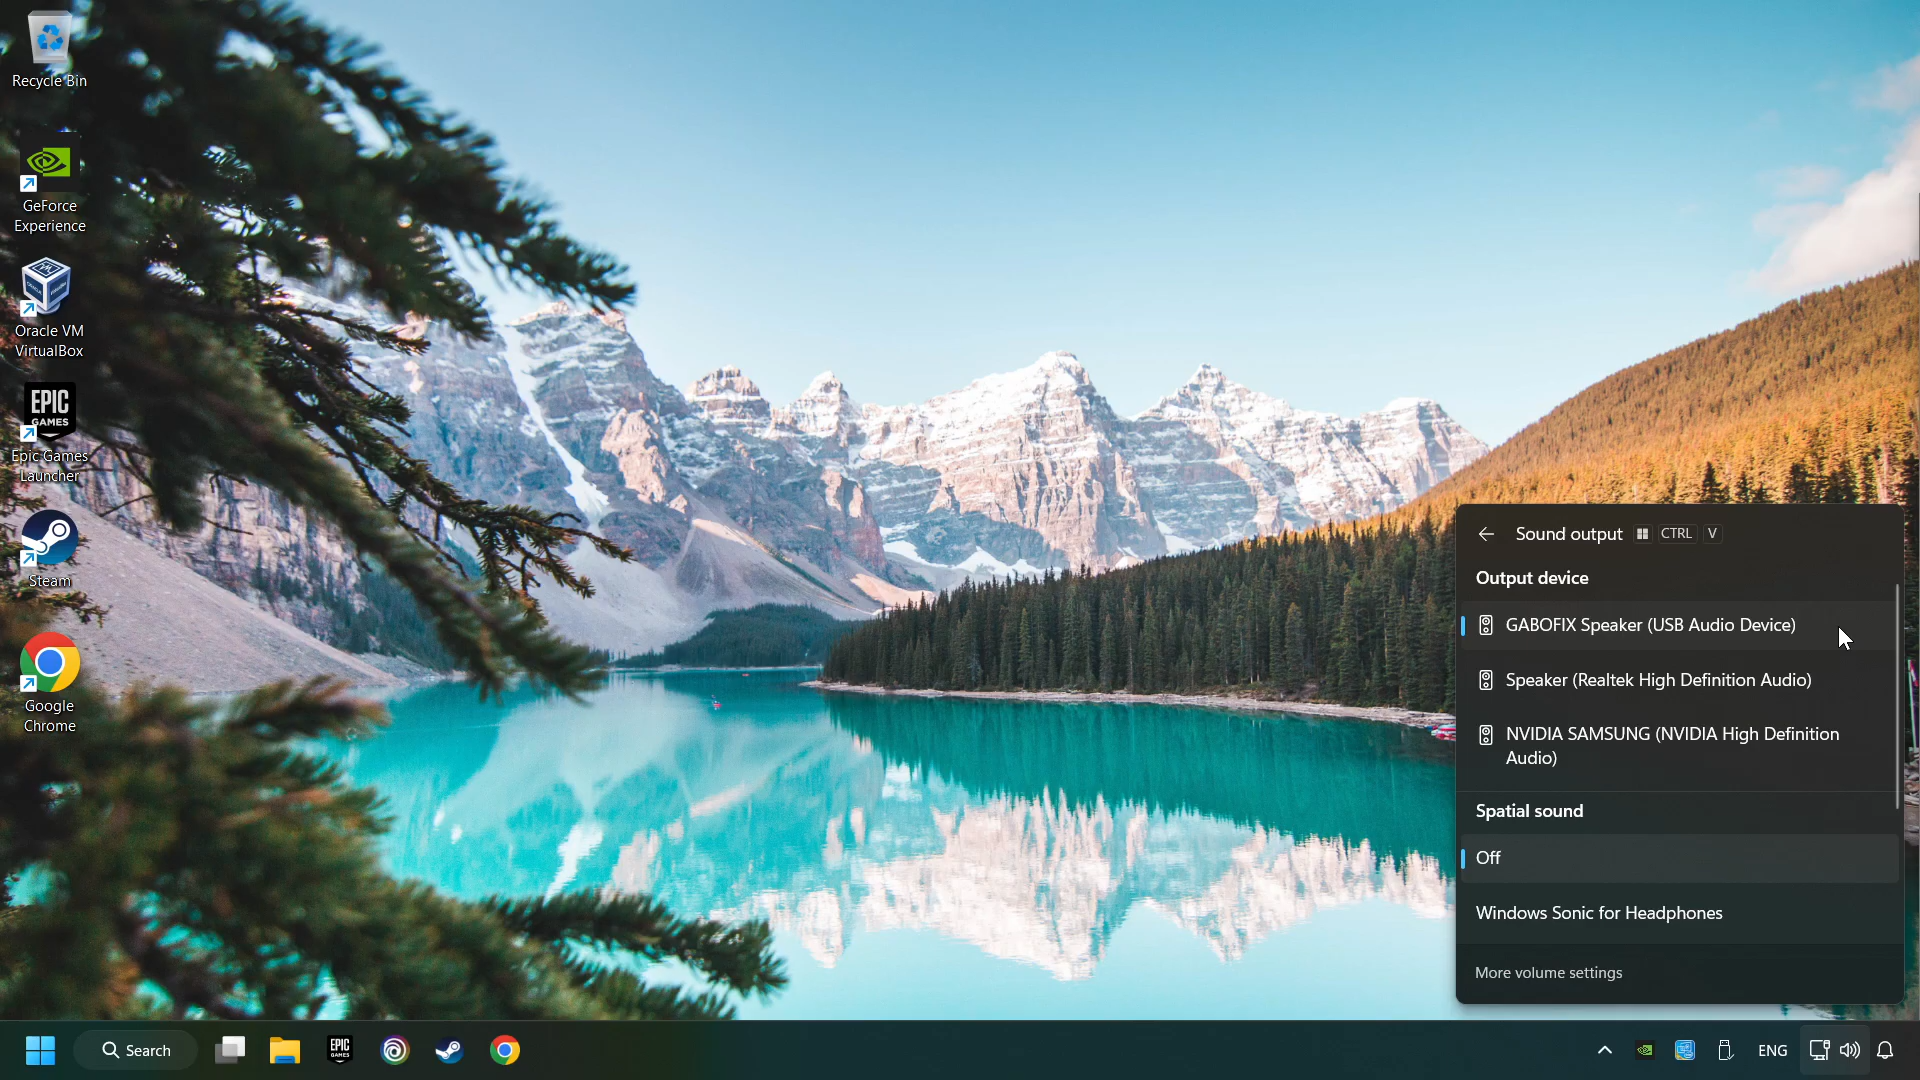 Recycle Bin
GeForce
Experience
Oracle VM
VirtualBox
EPIC
GAMES
Epic Games
Launcher
Steam
Google
Chrome
Sound output CTRL V
Output device
GABOFIX Speaker (USB Audio Device)
Speaker (Realtek High Definition Audio)
NVIDIA SAMSUNG (NVIDIA High Definition
Audio)
Spatial sound
Off
Windows Sonic for Headphones
More volume settings
Search
EPIC
GAMES
ENG